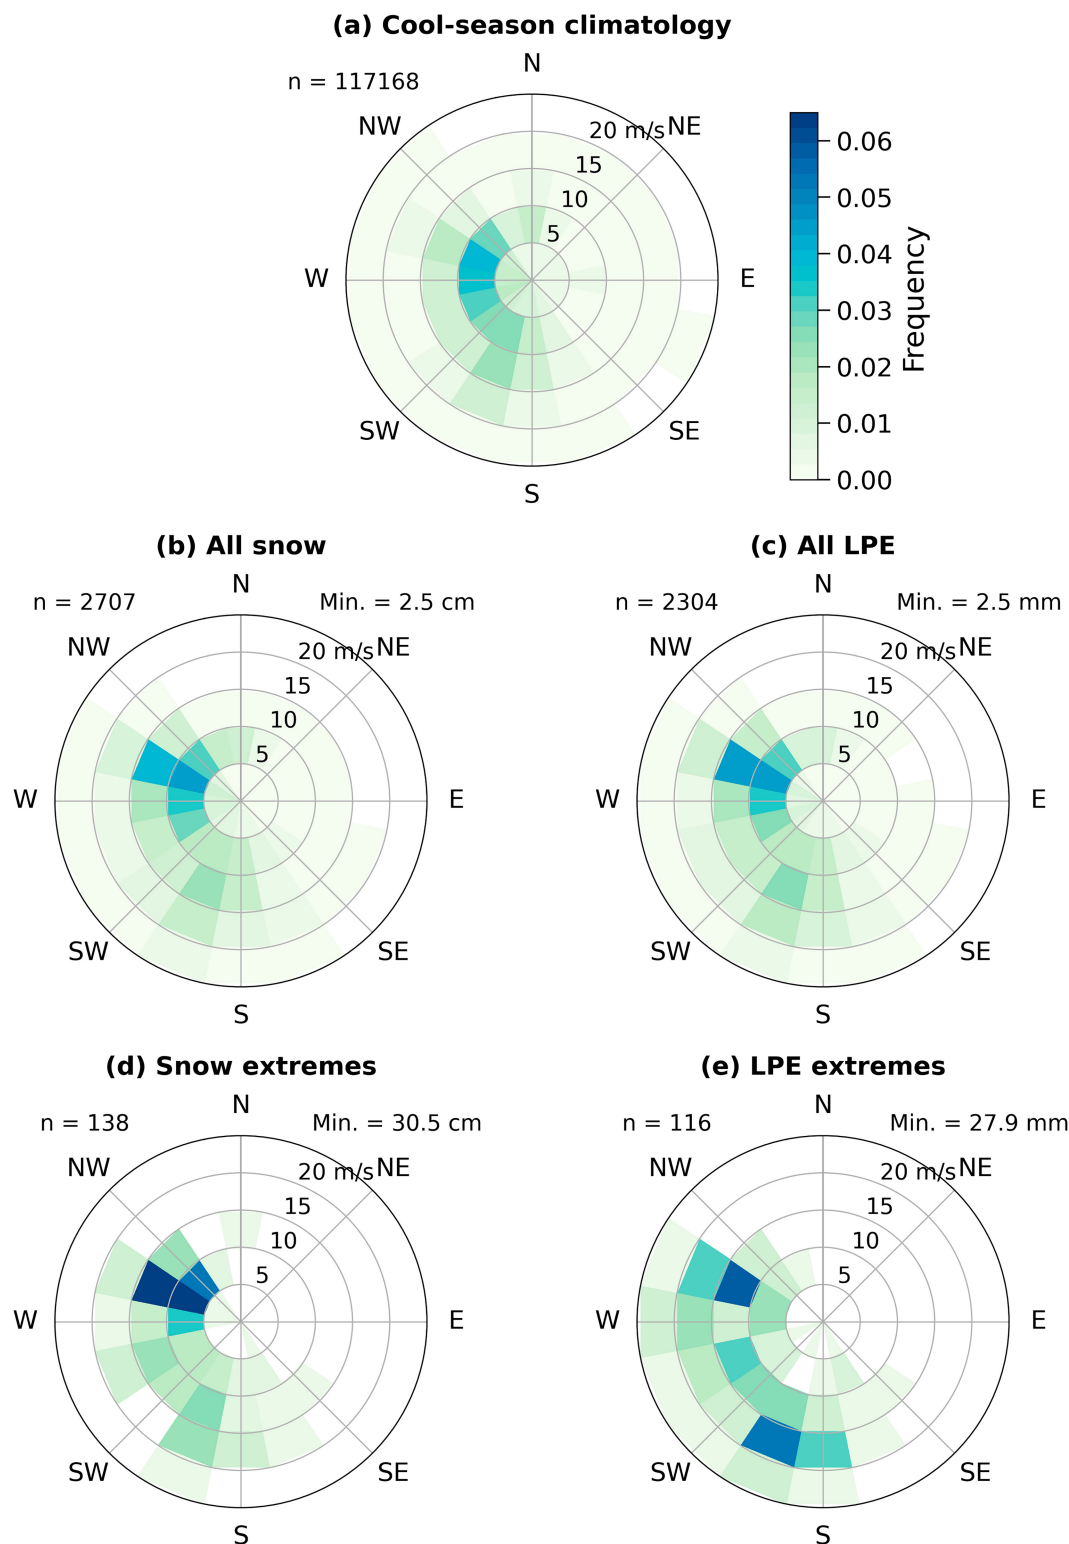 (a) Cool-season climatology
n = 117168
N
NW
20 m/s
NE
15
10
5
W
E
SW
SE
S
0.06
0.05
0.04
0.03
0.02
0.01
0.00
Frequency
(b) All snow
n = 2707
N
Min. = 2.5 cm
NW
20 m/s
NE
15
10
5
W
E
SW
SE
S
(c) All LPE
n = 2304
N
Min. = 2.5 mm
NW
20 m/s
NE
15
10
5
W
E
SW
SE
S
(d) Snow extremes
n = 138
N
Min. = 30.5 cm
NW
20 m/s
NE
15
10
5
W
E
SW
SE
S
(e) LPE extremes
n = 116
N
Min. = 27.9 mm
NW
20 m/s
NE
15
10
5
W
E
SW
SE
S